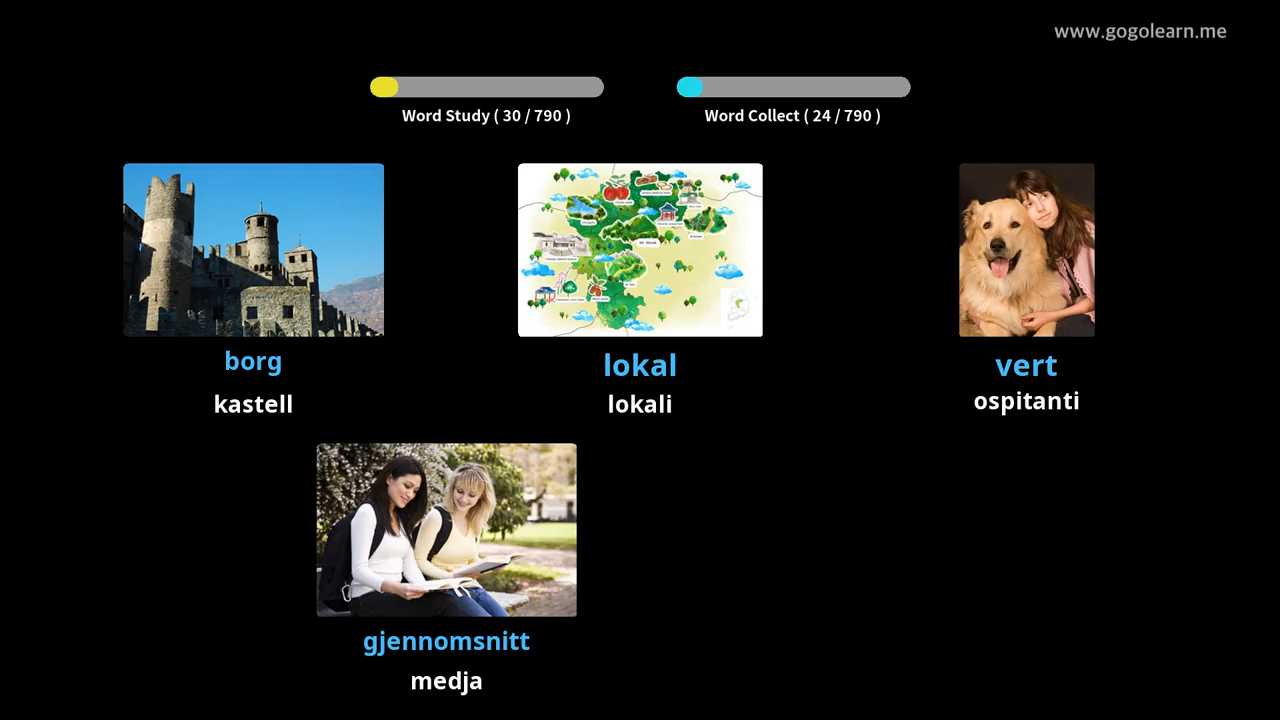 www.gogolearn.me
Word Study ( 30 / 790 )
Word Collect ( 24 / 790 )
borg
lokal
vert
kastell
lokali
ospitanti
gjennomsnitt
medja